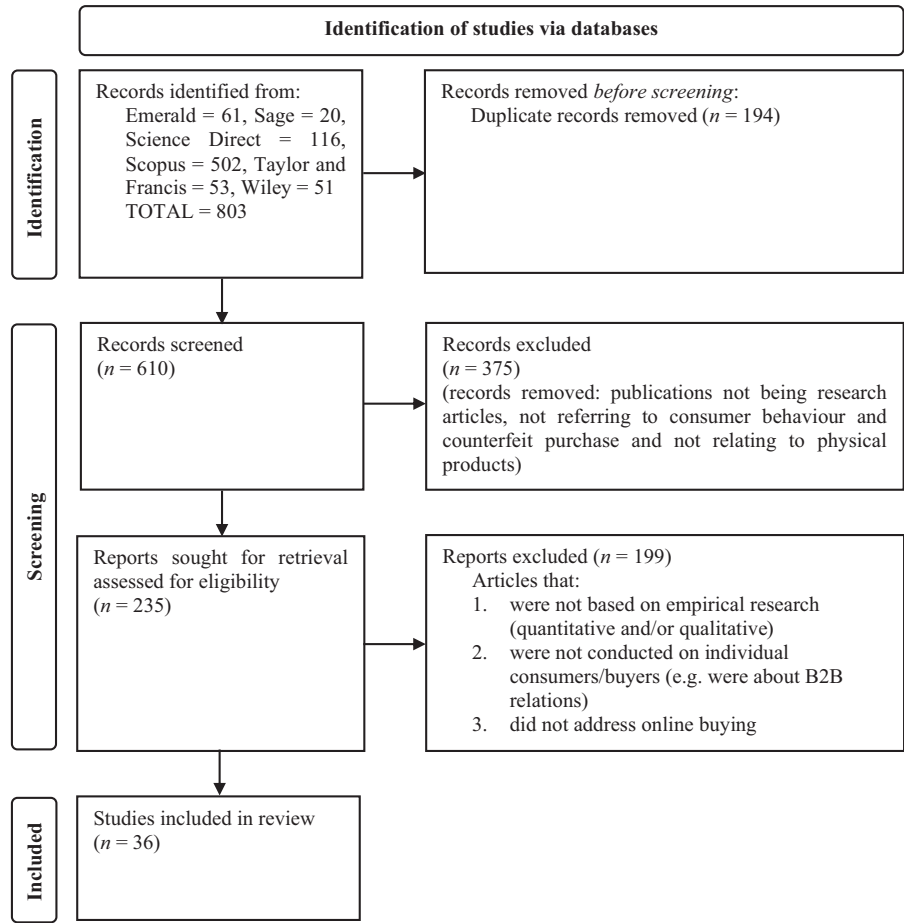 Identification of studies via databases
Identification
Records identified from:
Emerald = 61, Sage = 20,
Science Direct = 116,
Scopus = 502, Taylor and
Francis = 53, Wiley = 51
TOTAL = 803
Records removed before screening:
Duplicate records removed (n = 194)
Screening
Records screened
(n = 610)
Records excluded
(n = 375)
(records removed: publications not being research
articles, not referring to consumer behaviour and
counterfeit purchase and not relating to physical
products)
Reports sought for retrieval
assessed for eligibility
(n = 235)
Reports excluded (n = 199)
Articles that:
1. were not based on empirical research
(quantitative and/or qualitative)
2. were not conducted on individual
consumers/buyers (e.g. were about B2B
relations)
3. did not address online buying
Included
Studies included in review
(n = 36)